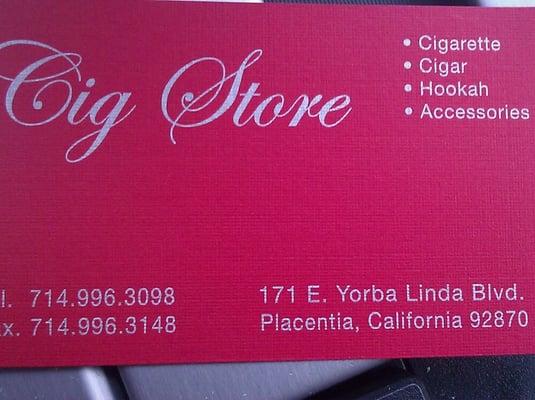 Cig Store
• Cigarette
• Cigar
• Hookah
• Accessories
l. 714.996.3098
ax. 714.996.3148
171 E. Yorba Linda Blvd.
Placentia, California 92870